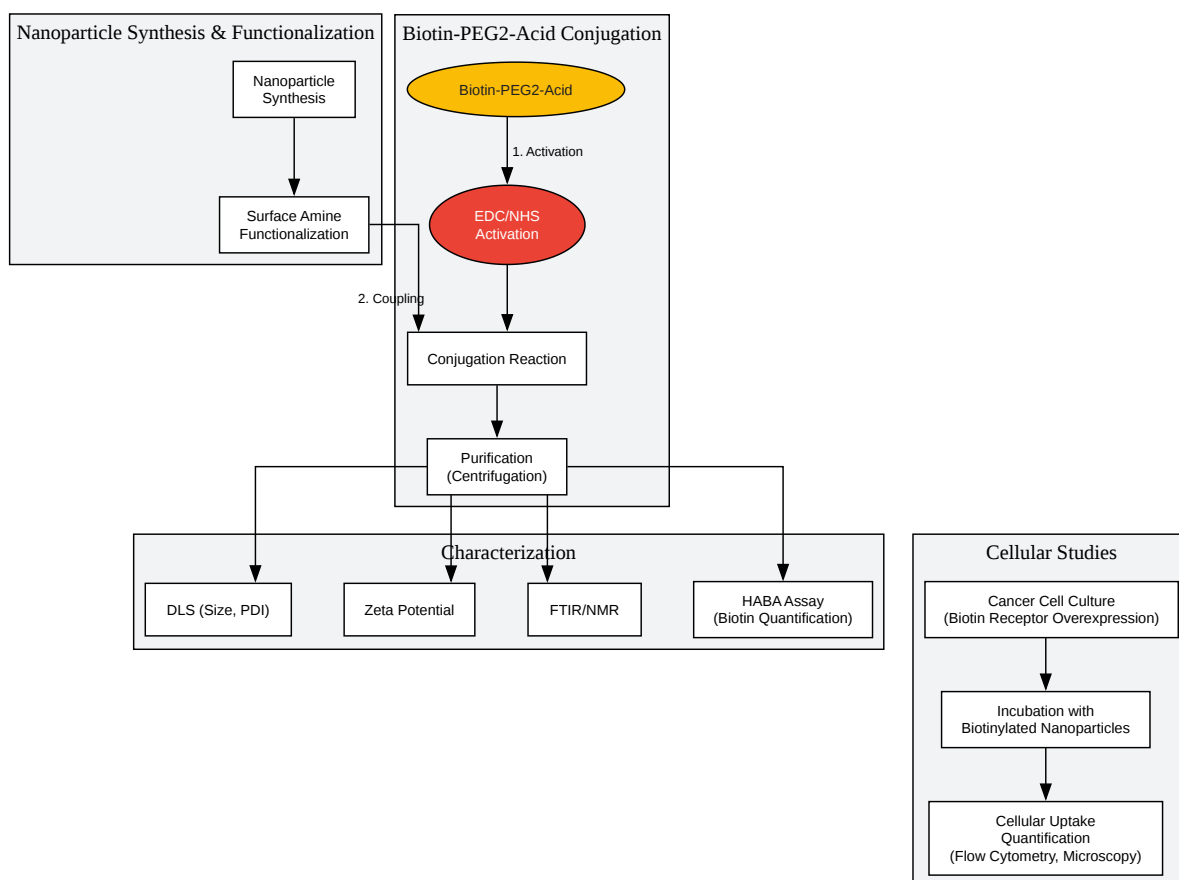 Nanoparticle Synthesis & Functionalization
Nanoparticle
Synthesis
Surface Amine
Functionalization
Biotin-PEG2-Acid Conjugation
Biotin-PEG2-Acid
1. Activation
EDC/NHS
Activation
2. Coupling
Conjugation Reaction
Purification
(Centrifugation)
Characterization
DLS (Size, PDI)
Zeta Potential
FTIR/NMR
HABA Assay
(Biotin Quantification)
Cellular Studies
Cancer Cell Culture
(Biotin Receptor Overexpression)
Incubation with
Biotinylated Nanoparticles
Cellular Uptake
Quantification
(Flow Cytometry, Microscopy)